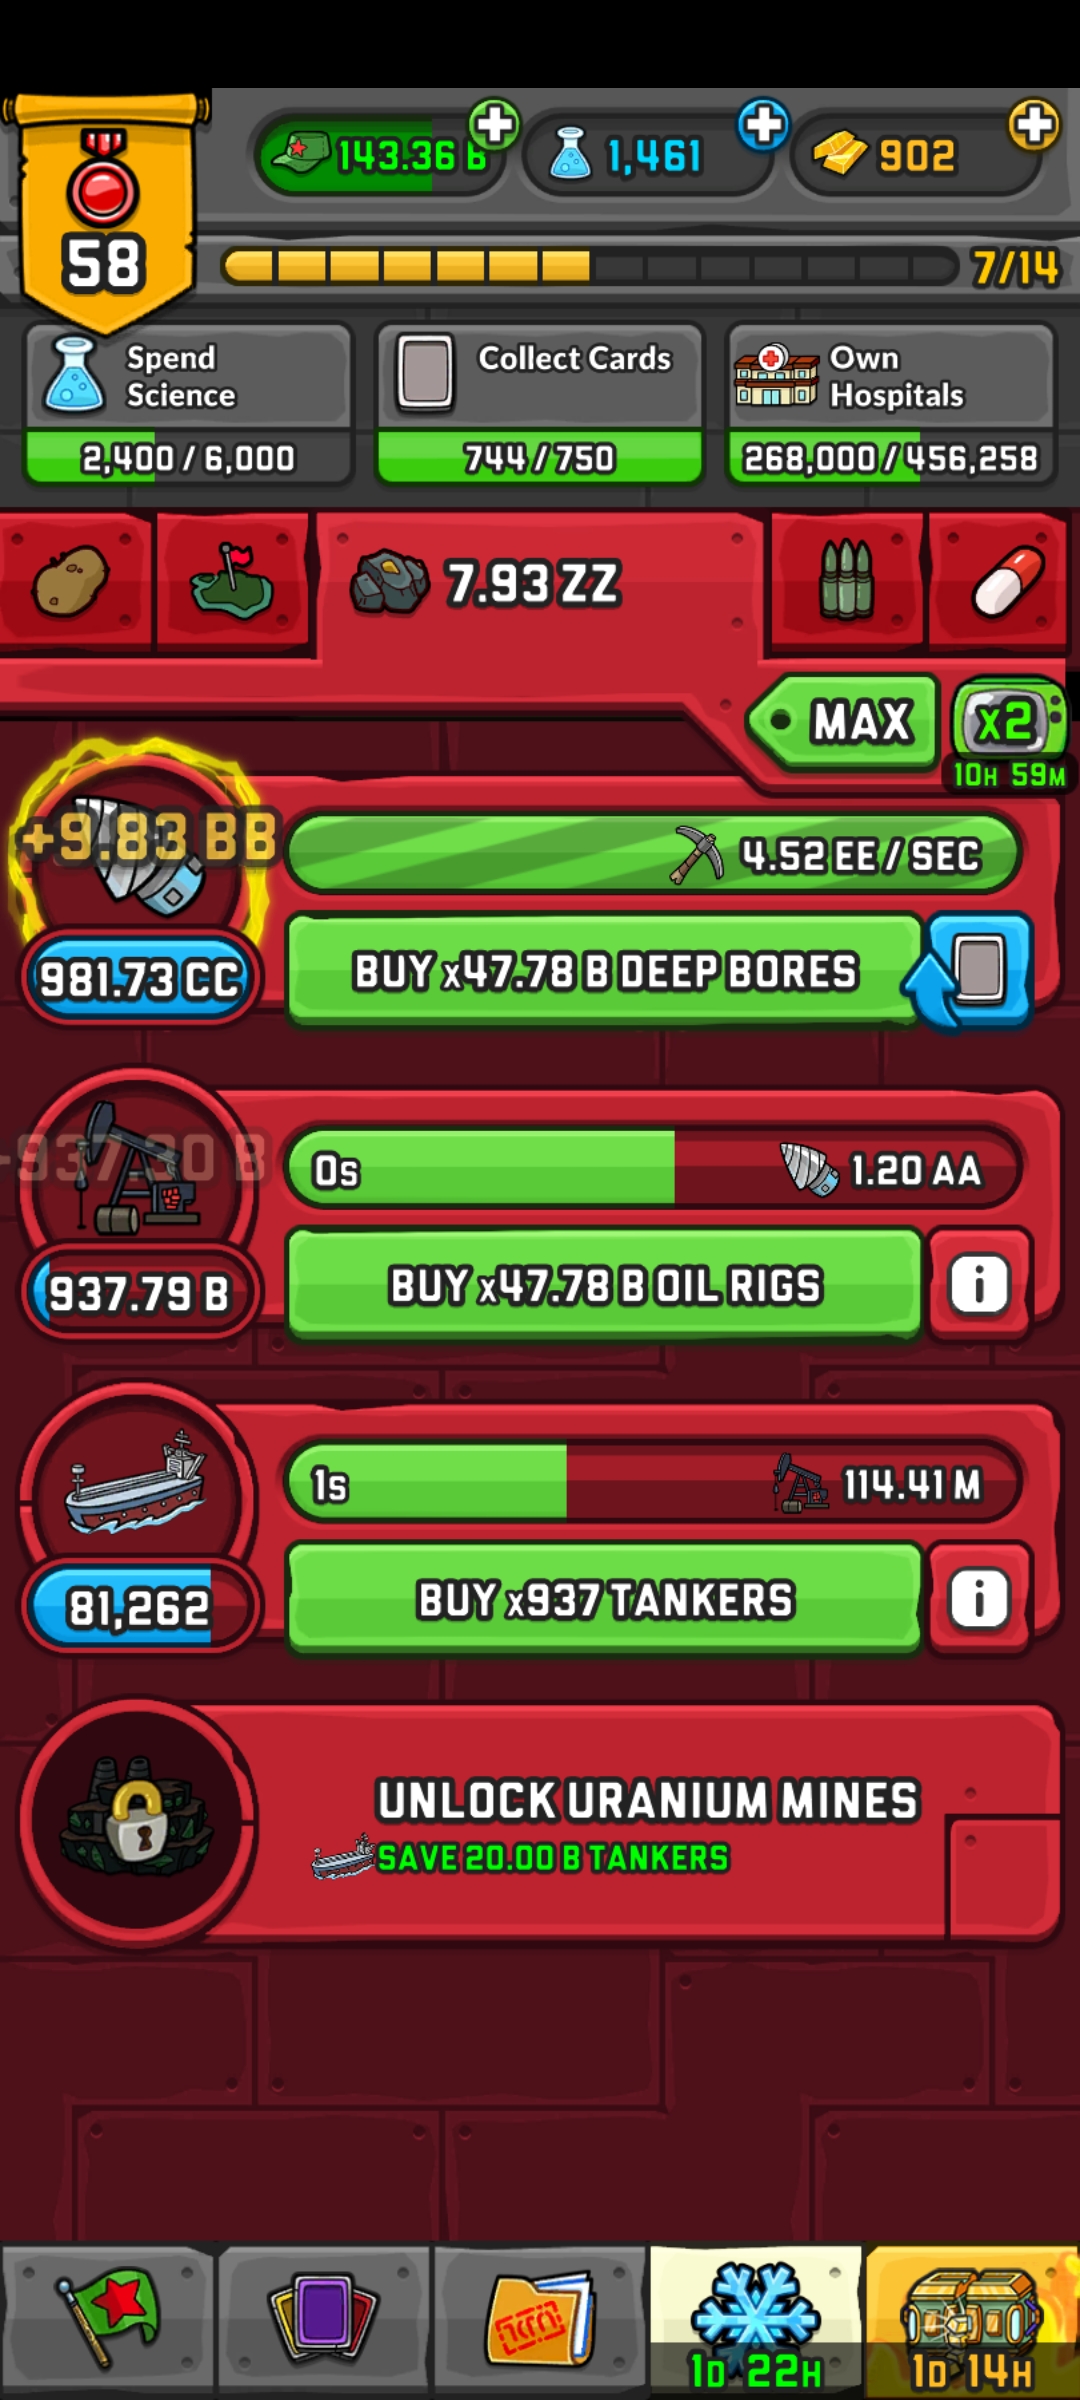 58
143.36 B
1,461
902
7/14
Spend
Science
2,400 / 6,000
Collect Cards
744 / 750
Own
Hospitals
268,000 / 456,258
7.93 ZZ
MAX
x2
10H 59M
+9.83 BB
4.52 EE / SEC
981.73 CC
BUY x47.78 B DEEP BORES
+937.30 B
0s
1.20 AA
937.79 B
BUY x47.78 B OIL RIGS
i
1s
114.41 M
81,262
BUY x937 TANKERS
i
UNLOCK URANIUM MINES
SAVE 20.00 B TANKERS
1D 22H
1D 14H